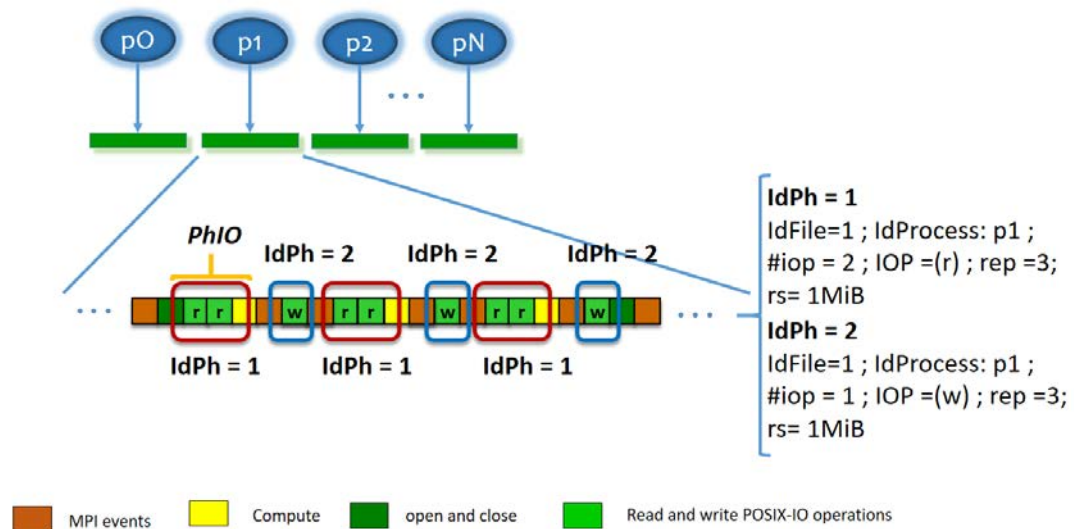 pO p1 p2 pN
...
PhIO
IdPh = 2 IdPh = 2 IdPh = 2
... r r w r r w r r w ...
IdPh = 1 IdPh = 1 IdPh = 1
IdPh = 1
IdFile=1 ; IdProcess: p1 ;
#iop = 2 ; IOP =(r) ; rep =3;
rs= 1MiB
IdPh = 2
IdFile=1 ; IdProcess: p1 ;
#iop = 1 ; IOP =(w) ; rep =3;
rs= 1MiB
MPI events Compute open and close Read and write POSIX-IO operations